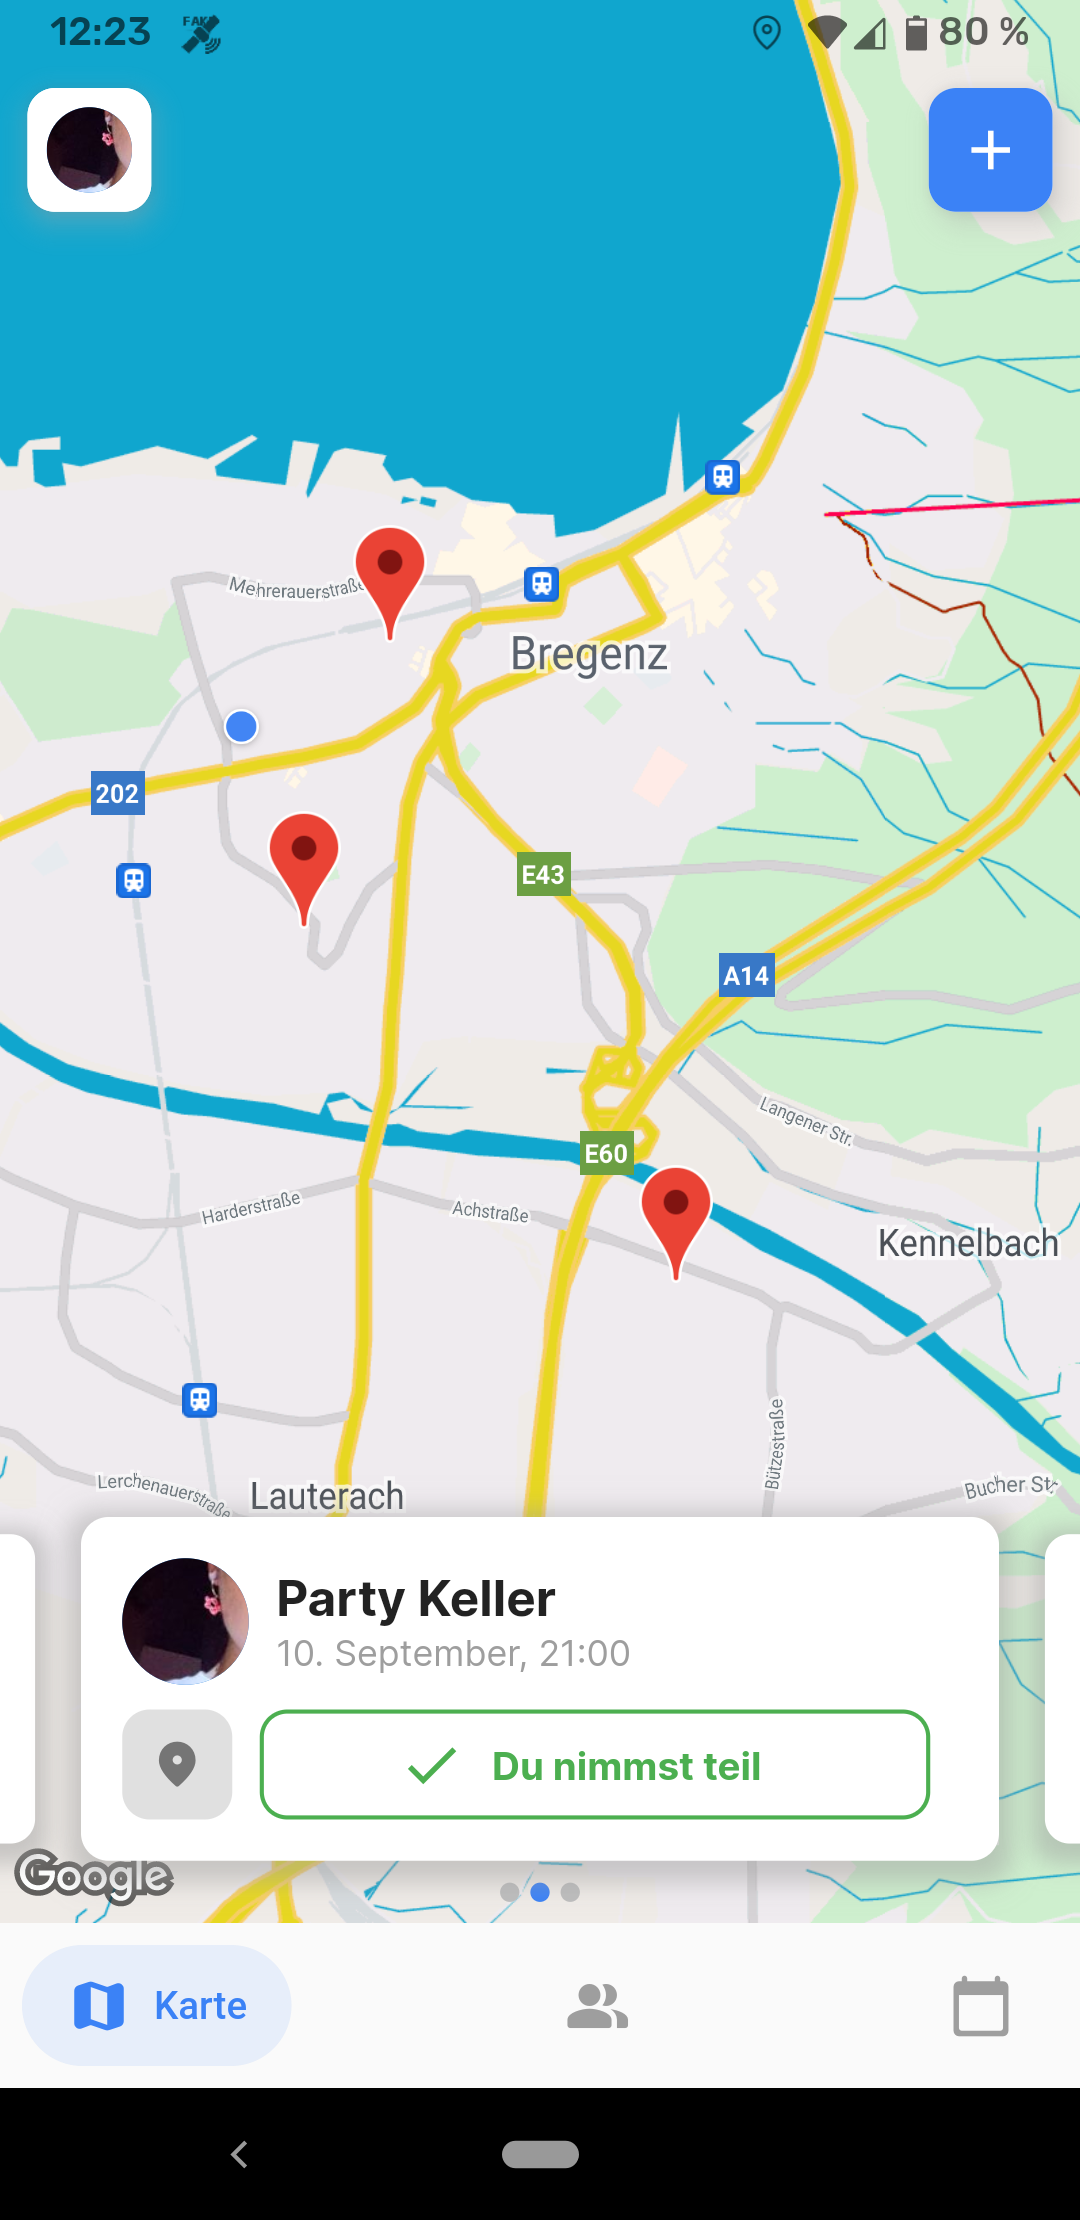 12:23
FAKE
80 %
Mehrerauerstraße
Bregenz
202
E43
A14
Langener Str.
E60
Harderstraße
Achstraße
Kennelbach
Bützestraße
Lerchenauerstraße
Lauterach
Bucher Str.
Party Keller
10. September, 21:00
Du nimmst teil
Google
Karte